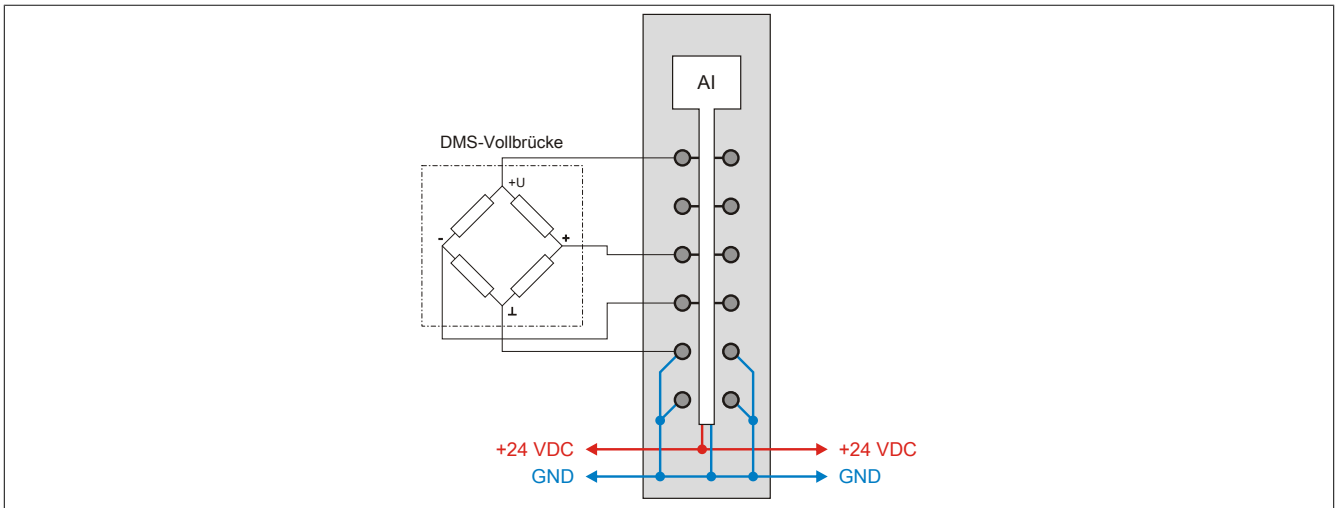 AI
DMS-Vollbrücke
+U
- +
⊥
+24 VDC +24 VDC
GND GND